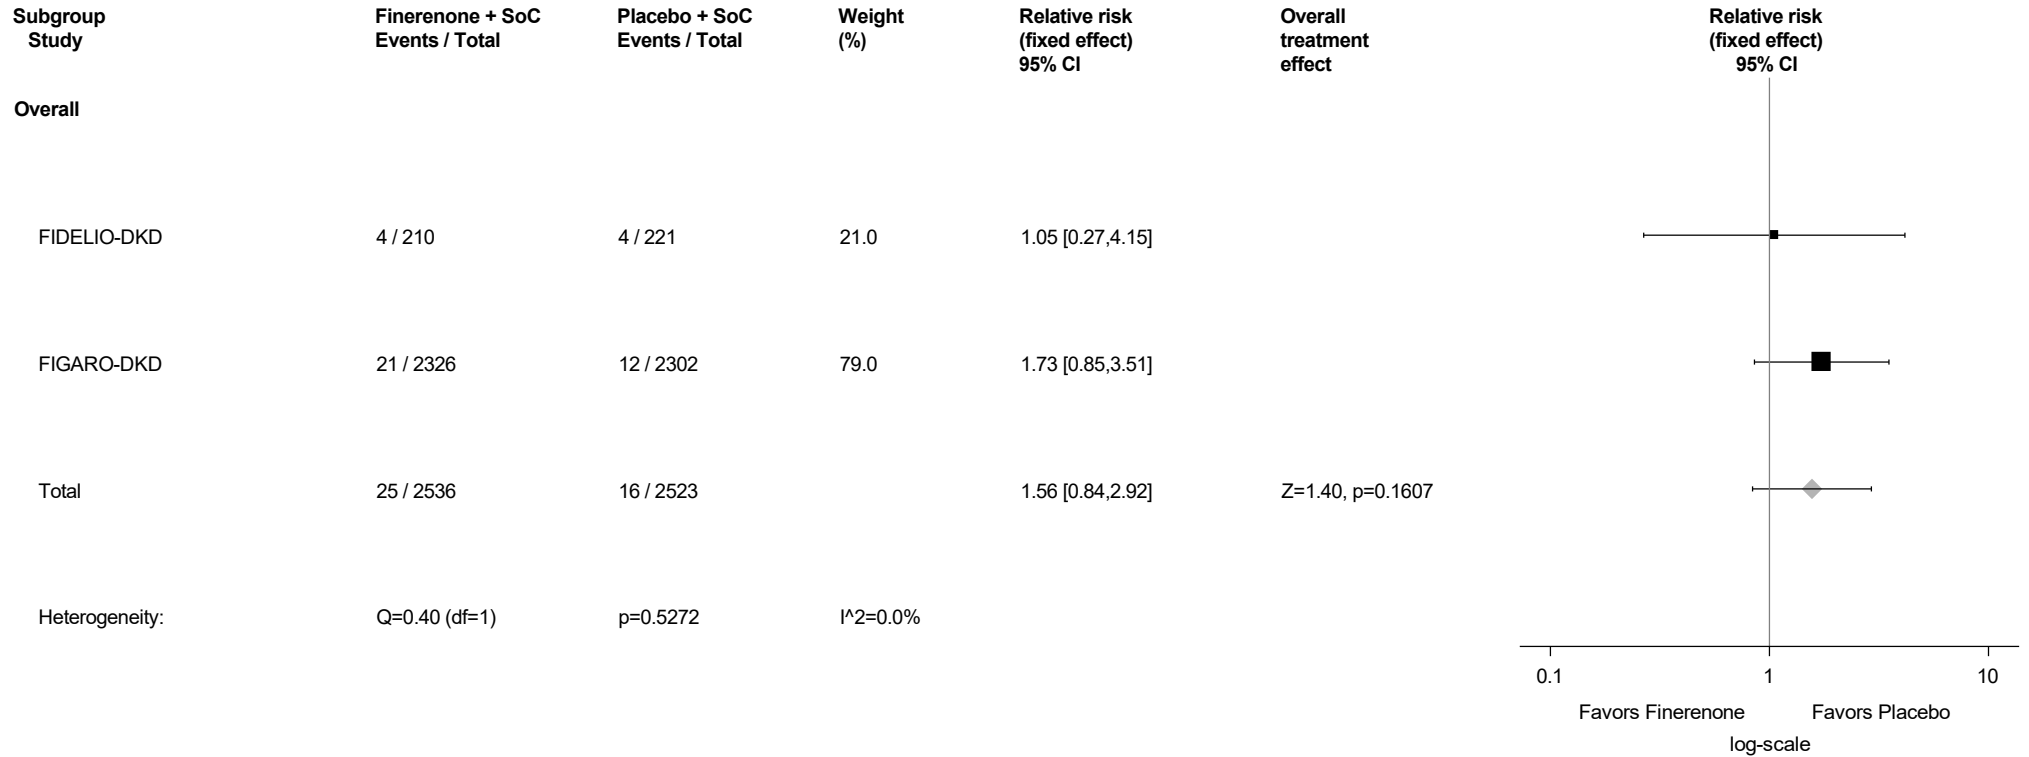 Subgroup Finerenone + SoC Placebo + SoC Weight Relative risk Overall Relative risk
Study Events / Total Events / Total (%) (fixed effect) treatment (fixed effect)
95% CI effect 95% CI
Overall
FIDELIO-DKD 4 / 210 4 / 221 21.0 1.05 [0.27,4.15]
FIGARO-DKD 21 / 2326 12 / 2302 79.0 1.73 [0.85,3.51]
Total 25 / 2536 16 / 2523 1.56 [0.84,2.92] Z=1.40, p=0.1607
Heterogeneity: Q=0.40 (df=1) p=0.5272 I^2=0.0%
0.1 1 10
Favors Finerenone Favors Placebo
log-scale